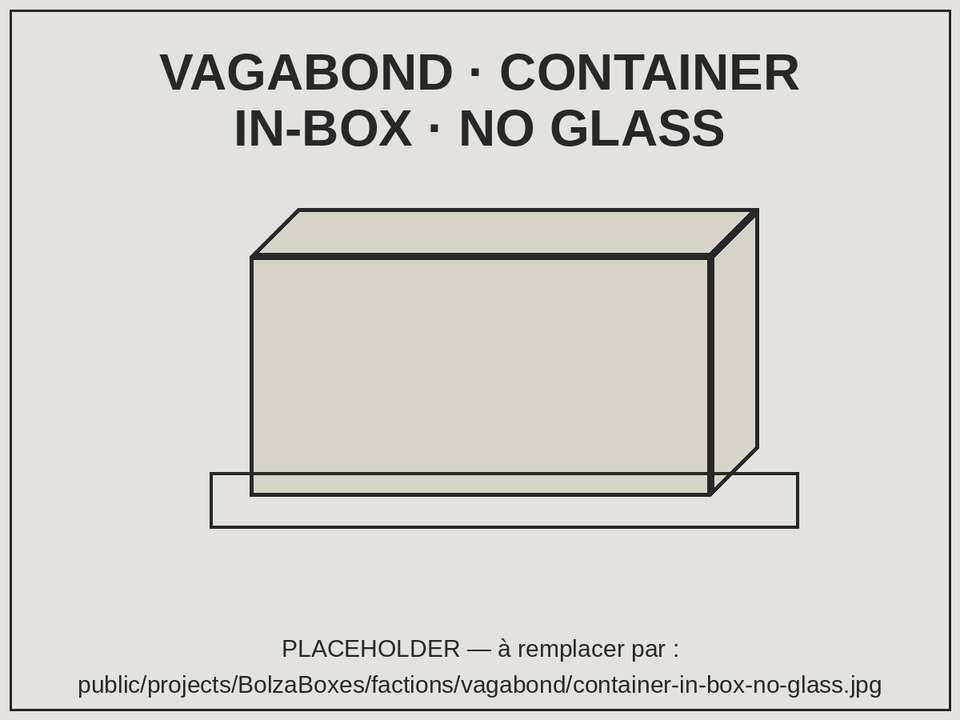 VAGABOND · CONTAINER
IN-BOX · NO GLASS
PLACEHOLDER — à remplacer par :
public/projects/BolzaBoxes/factions/vagabond/container-in-box-no-glass.jpg